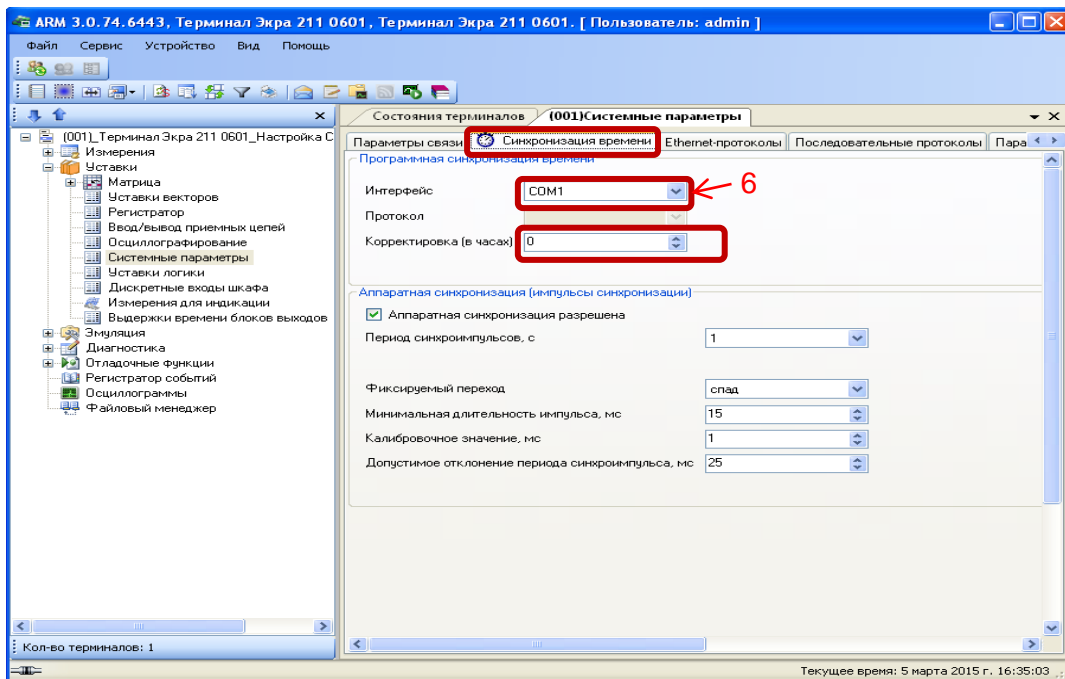 ARM 3.0.74.6443, Терминал Экра 211 0601, Терминал Экра 211 0601. [ Пользователь: admin ]
Файл Сервис Устройство Вид Помощь
Состояния терминалов (001)Системные параметры
Параметры связи Синхронизация времени Ethernet-протоколы Последовательные протоколы Пара
(001)_Терминал Экра 211 0601_Настройка С
Измерения
Уставки
Матрица
Уставки векторов
Регистратор
Ввод/вывод приемных цепей
Осциллографирование
Системные параметры
Уставки логики
Дискретные входы шкафа
Измерения для индикации
Выдержки времени блоков выходов
Эмуляция
Диагностика
Отладочные функции
Регистратор событий
Осциллограммы
Файловый менеджер
Кол-во терминалов: 1
Программная синхронизация времени
Интерфейс COM1 6
Протокол
Корректировка (в часах) 0
Аппаратная синхронизация (импульсы синхронизации)
Аппаратная синхронизация разрешена
Период синхроимпульсов, с 1
Фиксируемый переход спад
Минимальная длительность импульса, мс 15
Калибровочное значение, мс 1
Допустимое отклонение периода синхроимпульса, мс 25
Текущее время: 5 марта 2015 г. 16:35:03